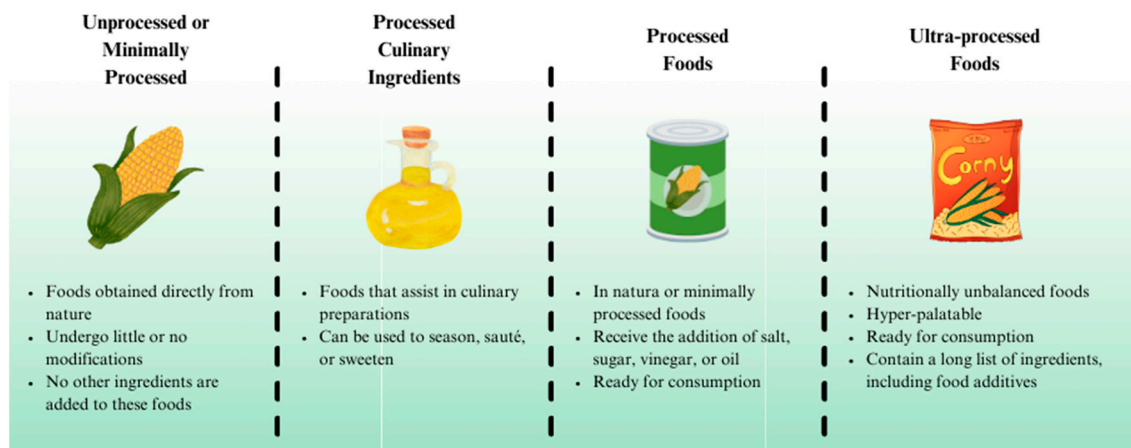 Unprocessed or
Minimally
Processed
Processed
Culinary
Ingredients
Processed
Foods
Ultra-processed
Foods
Corny
• Foods obtained directly from
nature
• Undergo little or no
modifications
• No other ingredients are
added to these foods
• Foods that assist in culinary
preparations
• Can be used to season, sauté,
or sweeten
• In natura or minimally
processed foods
• Receive the addition of salt,
sugar, vinegar, or oil
• Ready for consumption
• Nutritionally unbalanced foods
• Hyper-palatable
• Ready for consumption
• Contain a long list of ingredients,
including food additives